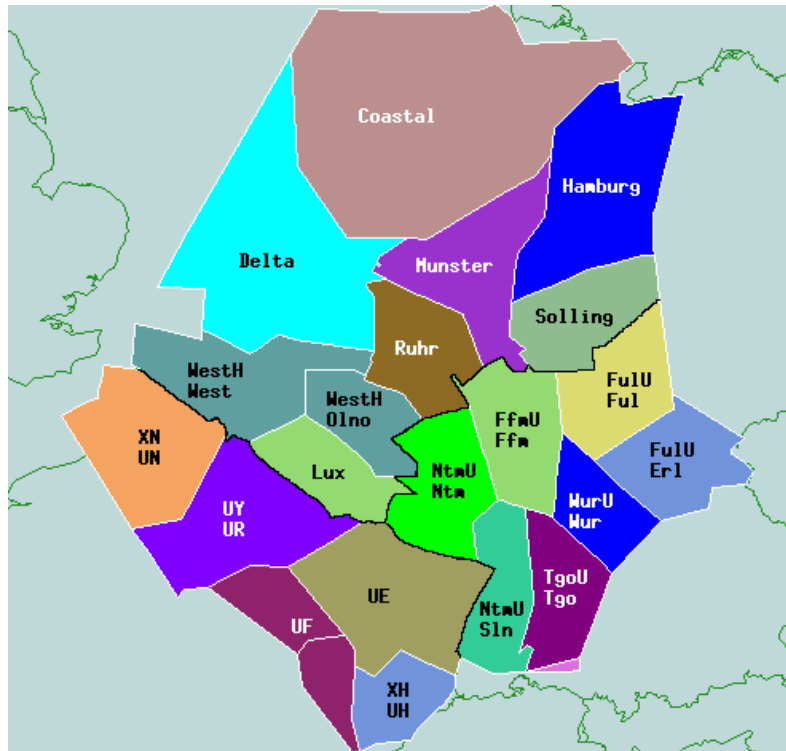 Coastal
Hamburg
Delta
Munster
Solling
Ruhr
WestH
West
WestH
Olno
FulU
Ful
XN
UN
FfmU
Ffm
FulU
Erl
Lux
NtmU
Ntm
WurU
Wur
UY
UR
TgoU
Tgo
UE
NtmU
Sln
UF
XH
UH